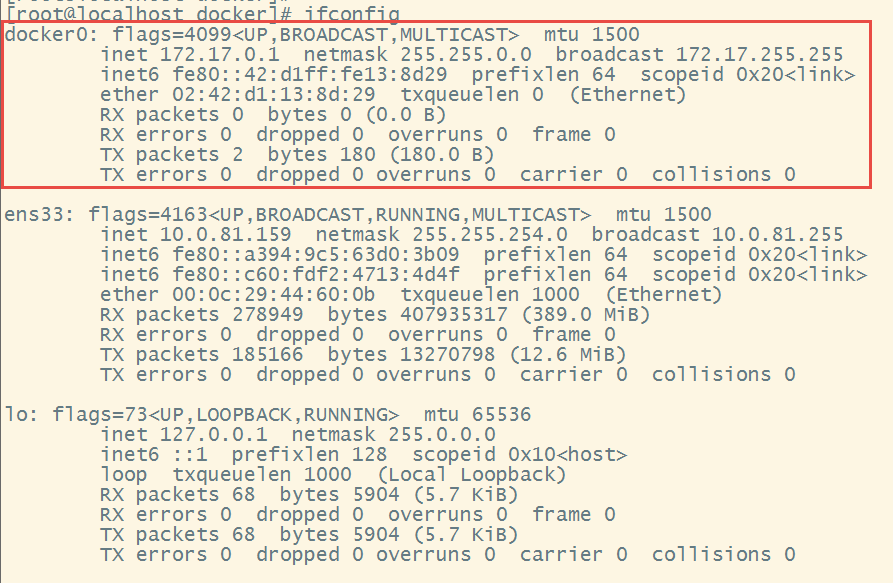 [root@localhost docker]# ifconfig
docker0: flags=4099<UP,BROADCAST,MULTICAST>  mtu 1500
        inet 172.17.0.1  netmask 255.255.0.0  broadcast 172.17.255.255
        inet6 fe80::42:d1ff:fe13:8d29  prefixlen 64  scopeid 0x20<link>
        ether 02:42:d1:13:8d:29  txqueuelen 0  (Ethernet)
        RX packets 0  bytes 0 (0.0 B)
        RX errors 0  dropped 0  overruns 0  frame 0
        TX packets 2  bytes 180 (180.0 B)
        TX errors 0  dropped 0 overruns 0  carrier 0  collisions 0

ens33: flags=4163<UP,BROADCAST,RUNNING,MULTICAST>  mtu 1500
        inet 10.0.81.159  netmask 255.255.254.0  broadcast 10.0.81.255
        inet6 fe80::a394:9c5:63d0:3b09  prefixlen 64  scopeid 0x20<link>
        inet6 fe80::c60:fdf2:4713:4d4f  prefixlen 64  scopeid 0x20<link>
        ether 00:0c:29:44:60:0b  txqueuelen 1000  (Ethernet)
        RX packets 278949  bytes 407935317 (389.0 MiB)
        RX errors 0  dropped 0  overruns 0  frame 0
        TX packets 185166  bytes 13270798 (12.6 MiB)
        TX errors 0  dropped 0 overruns 0  carrier 0  collisions 0

lo: flags=73<UP,LOOPBACK,RUNNING>  mtu 65536
        inet 127.0.0.1  netmask 255.0.0.0
        inet6 ::1  prefixlen 128  scopeid 0x10<host>
        loop  txqueuelen 1000  (Local Loopback)
        RX packets 68  bytes 5904 (5.7 KiB)
        RX errors 0  dropped 0  overruns 0  frame 0
        TX packets 68  bytes 5904 (5.7 KiB)
        TX errors 0  dropped 0 overruns 0  carrier 0  collisions 0